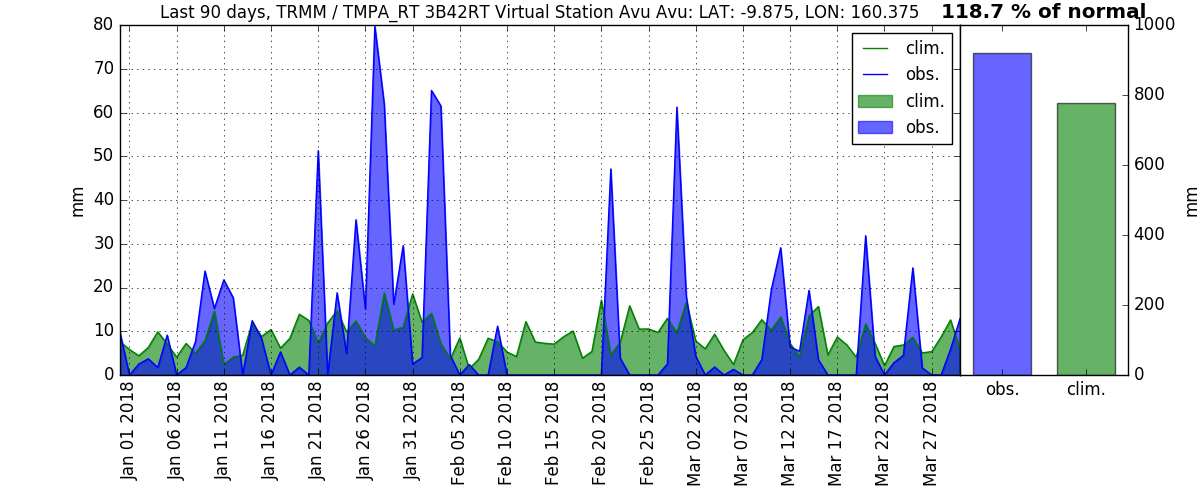 Last 90 days, TRMM / TMPA_RT 3B42RT Virtual Station Avu Avu: LAT: -9.875, LON: 160.375
118.7 % of normal
80
70
60
50
40
30
20
10
0
mm
clim.
obs.
clim.
obs.
Jan 01 2018
Jan 06 2018
Jan 11 2018
Jan 16 2018
Jan 21 2018
Jan 26 2018
Jan 31 2018
Feb 05 2018
Feb 10 2018
Feb 15 2018
Feb 20 2018
Feb 25 2018
Mar 02 2018
Mar 07 2018
Mar 12 2018
Mar 17 2018
Mar 22 2018
Mar 27 2018
1000
800
600
400
200
0
mm
obs.
clim.